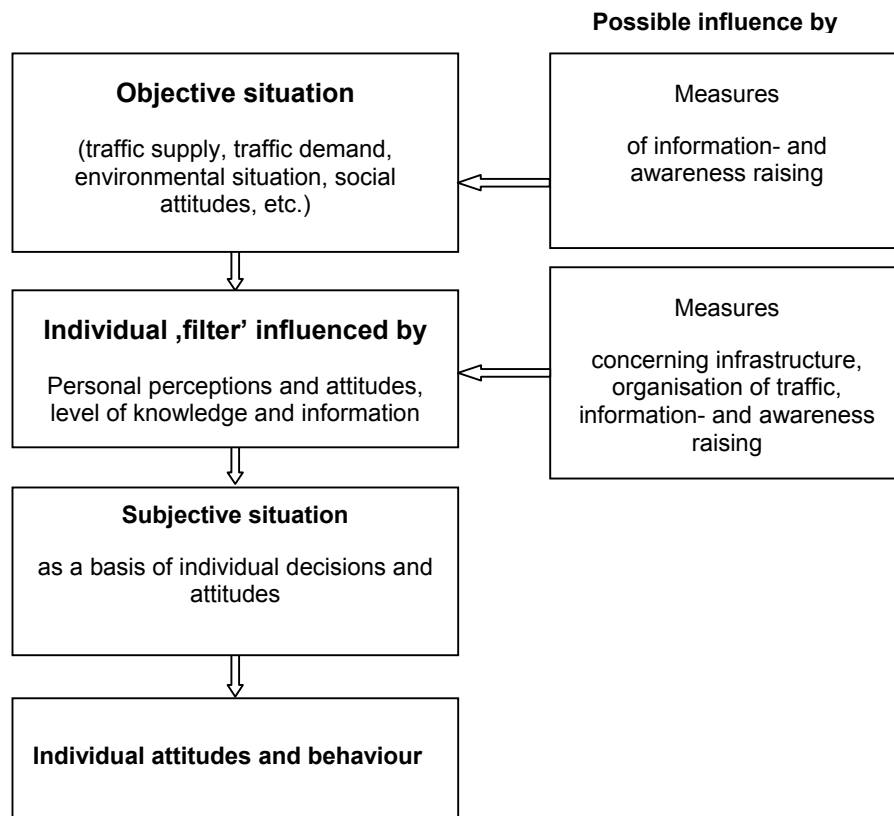 Possible influence by
Objective situation
(traffic supply, traffic demand,
environmental situation, social
attitudes, etc.)
Measures
of information- and
awareness raising
Individual ‚filter’ influenced by
Personal perceptions and attitudes,
level of knowledge and information
Measures
concerning infrastructure,
organisation of traffic,
information- and awareness
raising
Subjective situation
as a basis of individual decisions and
attitudes
Individual attitudes and behaviour